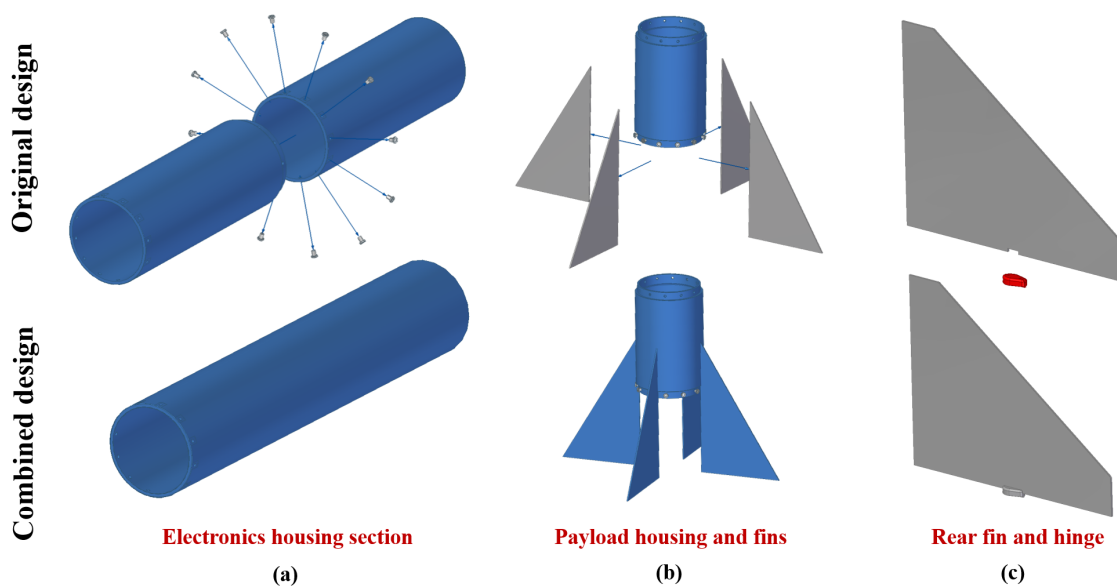 Original design
Combined design
Electronics housing section
Payload housing and fins
Rear fin and hinge
(a)
(b)
(c)